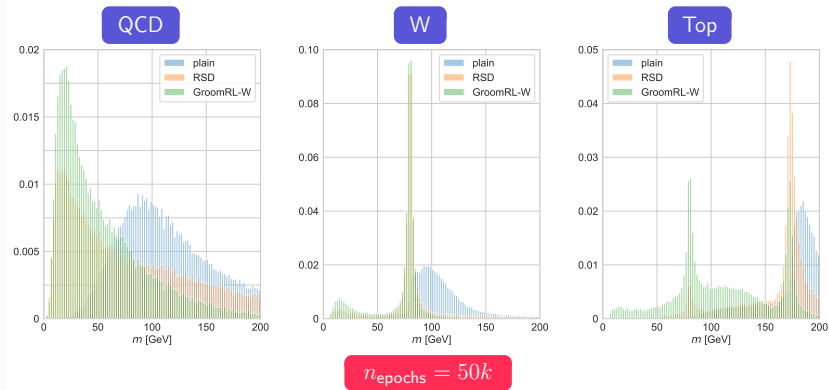 QCD
W
Top
0.02
0.015
0.01
0.005
0
0
50
100
150
200
m [GeV]
plain
RSD
GroomRL-W
0.10
0.08
0.06
0.04
0.02
0
0
50
100
150
200
m [GeV]
plain
RSD
GroomRL-W
0.05
0.04
0.03
0.02
0.01
0
0
50
100
150
200
m [GeV]
plain
RSD
GroomRL-W
n_epochs = 50k